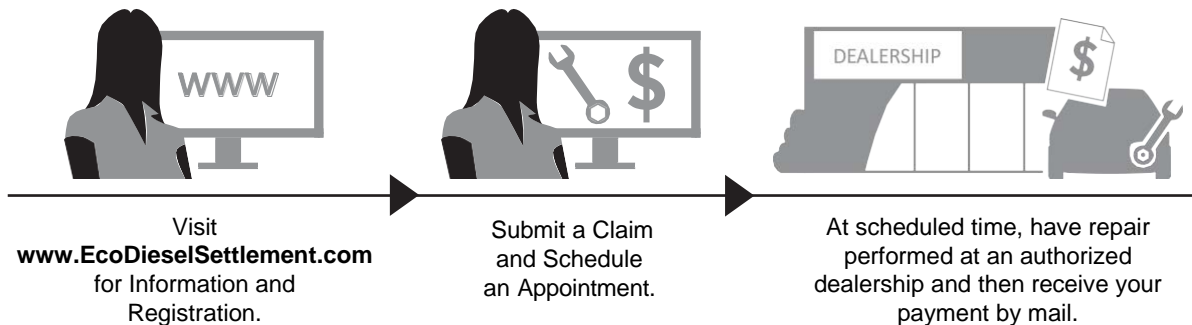 WWW
DEALERSHIP
$
$
Visit
www.EcoDieselSettlement.com
for Information and
Registration.
Submit a Claim
and Schedule
an Appointment.
At scheduled time, have repair
performed at an authorized
dealership and then receive your
payment by mail.